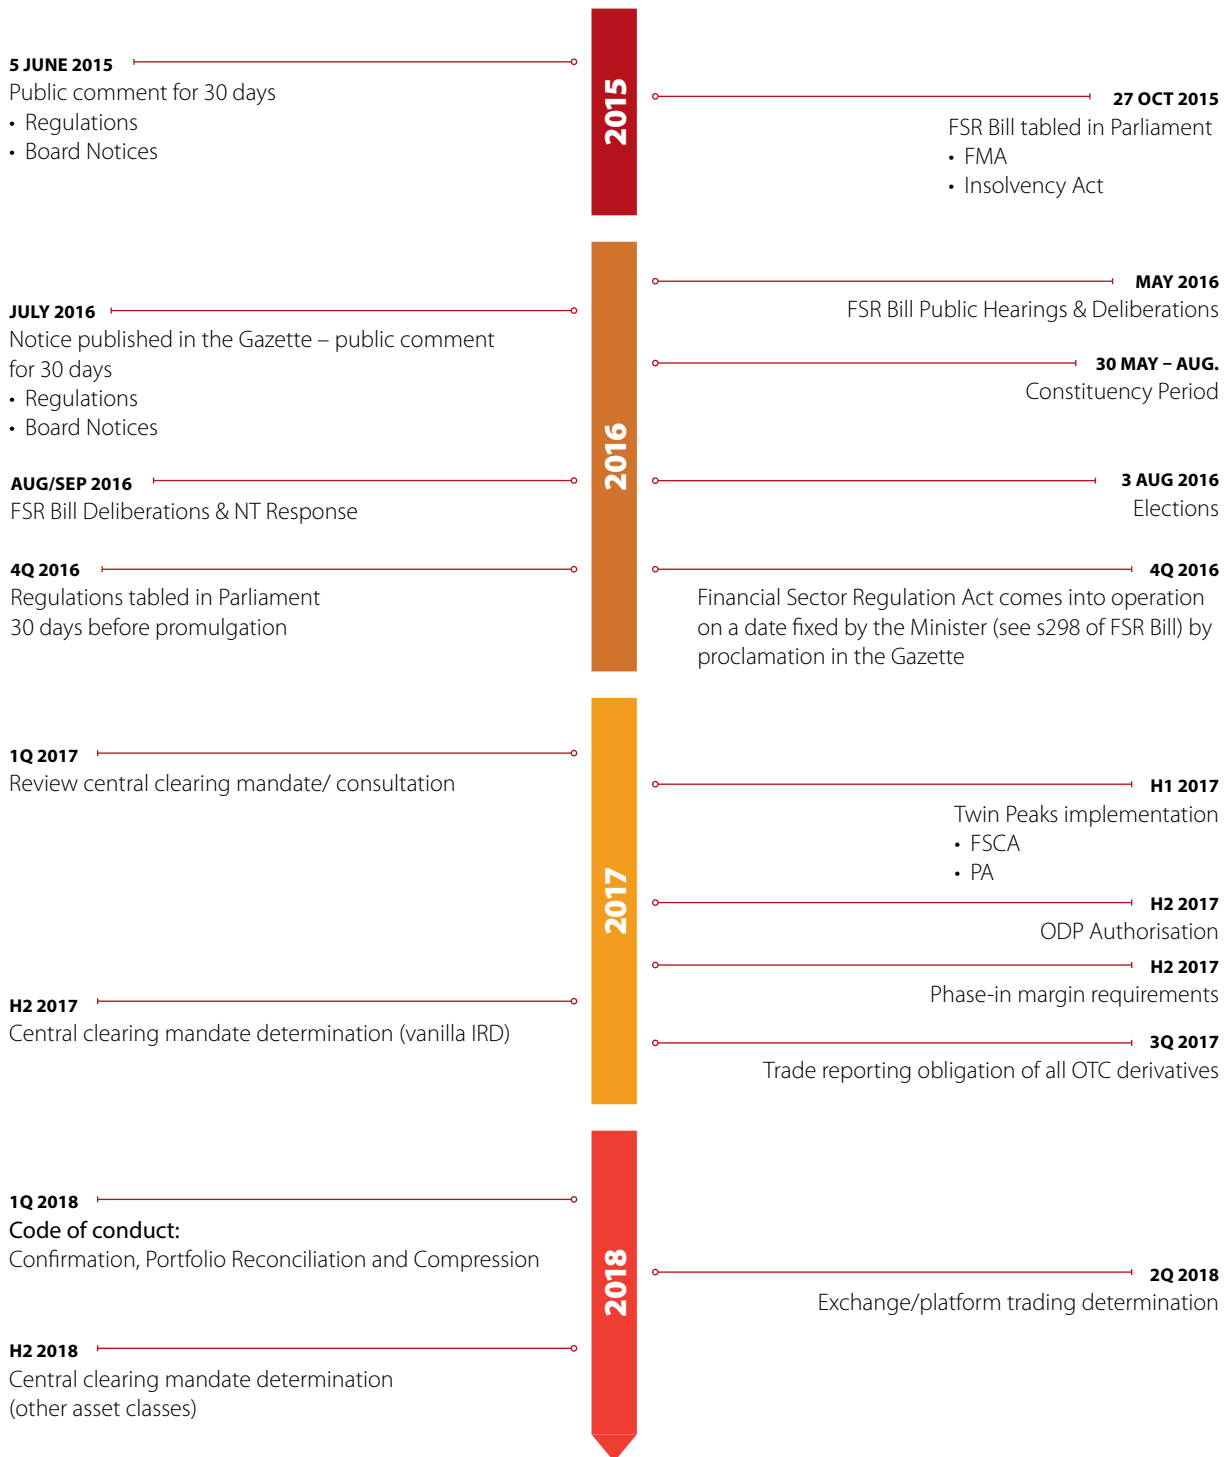 2015
5 JUNE 2015
Public comment for 30 days
• Regulations
• Board Notices
27 OCT 2015
FSR Bill tabled in Parliament
• FMA
• Insolvency Act
2016
MAY 2016
FSR Bill Public Hearings & Deliberations
JULY 2016
Notice published in the Gazette – public comment
for 30 days
• Regulations
• Board Notices
30 MAY – AUG.
Constituency Period
AUG/SEP 2016
FSR Bill Deliberations & NT Response
3 AUG 2016
Elections
4Q 2016
Regulations tabled in Parliament
30 days before promulgation
4Q 2016
Financial Sector Regulation Act comes into operation
on a date fixed by the Minister (see s298 of FSR Bill) by
proclamation in the Gazette
2017
1Q 2017
Review central clearing mandate/ consultation
H1 2017
Twin Peaks implementation
• FSCA
• PA
H2 2017
ODP Authorisation
H2 2017
Phase-in margin requirements
H2 2017
Central clearing mandate determination (vanilla IRD)
3Q 2017
Trade reporting obligation of all OTC derivatives
2018
1Q 2018
Code of conduct:
Confirmation, Portfolio Reconciliation and Compression
2Q 2018
Exchange/platform trading determination
H2 2018
Central clearing mandate determination
(other asset classes)